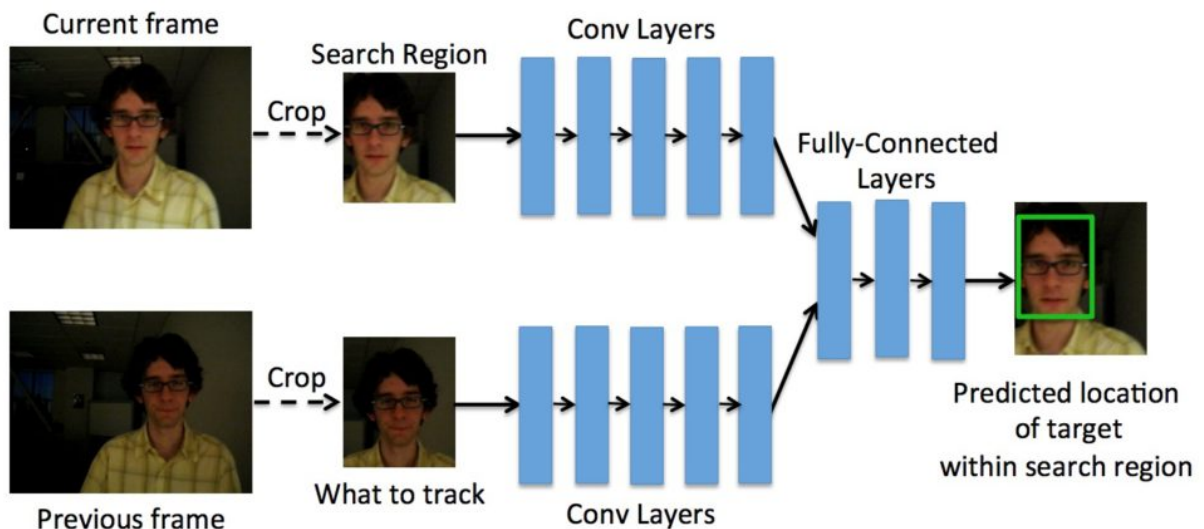 Current frame
Crop
Search Region
Conv Layers
Fully-Connected
Layers
Previous frame
Crop
What to track
Conv Layers
Predicted location
of target
within search region